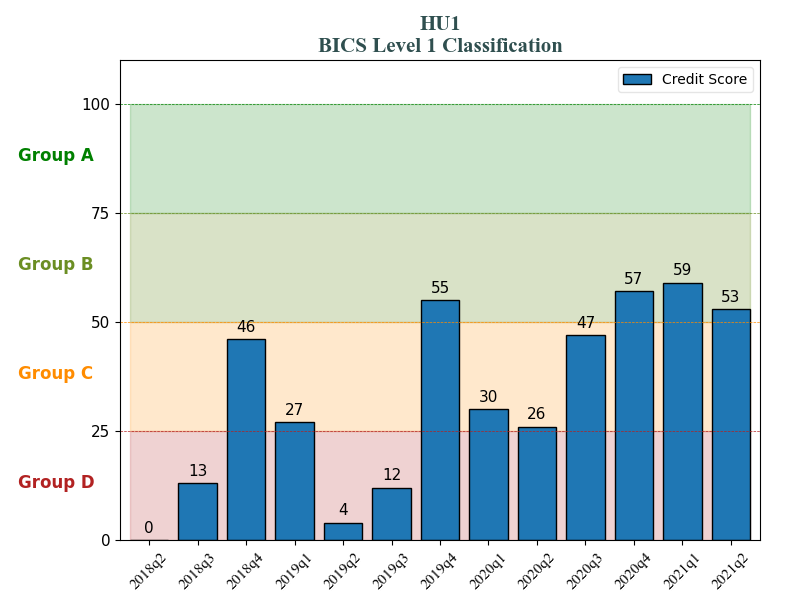 HU1
BICS Level 1 Classification
Credit Score
100
Group A
75
Group B
50
Group C
25
Group D
0
0
13
46
27
4
12
55
30
26
47
57
59
53
2018q2
2018q3
2018q4
2019q1
2019q2
2019q3
2019q4
2020q1
2020q2
2020q3
2020q4
2021q1
2021q2